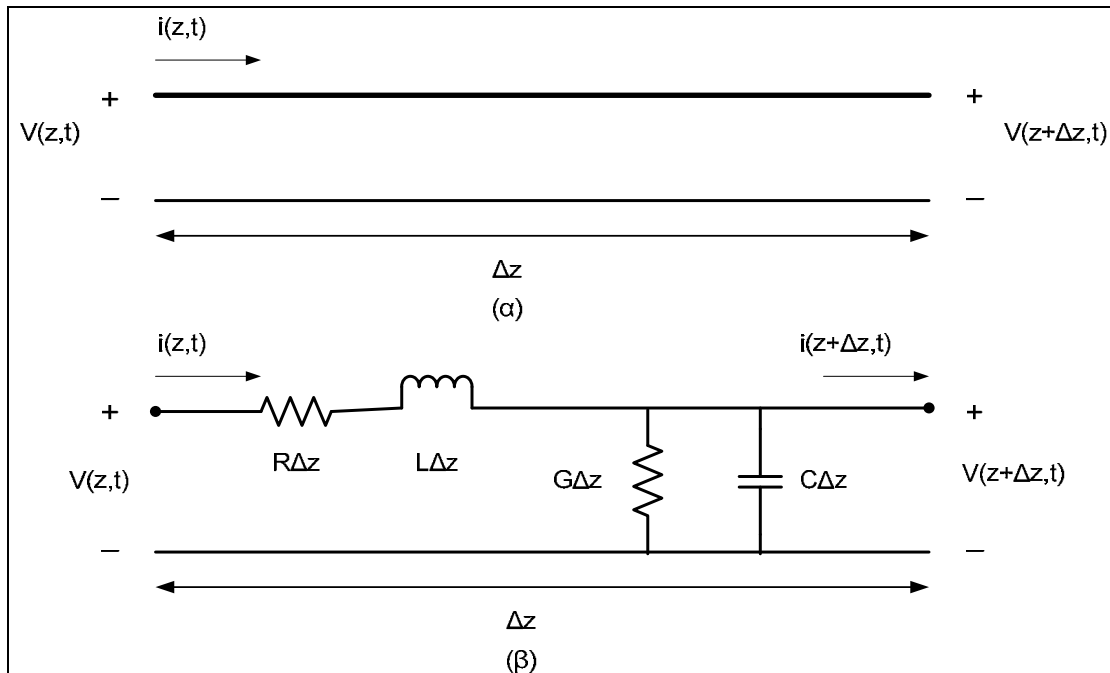 i(z,t)
+ +
V(z,t) V(z+Δz,t)
– –
Δz
(α)
i(z,t) i(z+Δz,t)
+ +
RΔz LΔz GΔz CΔz
V(z,t) V(z+Δz,t)
– –
Δz
(β)